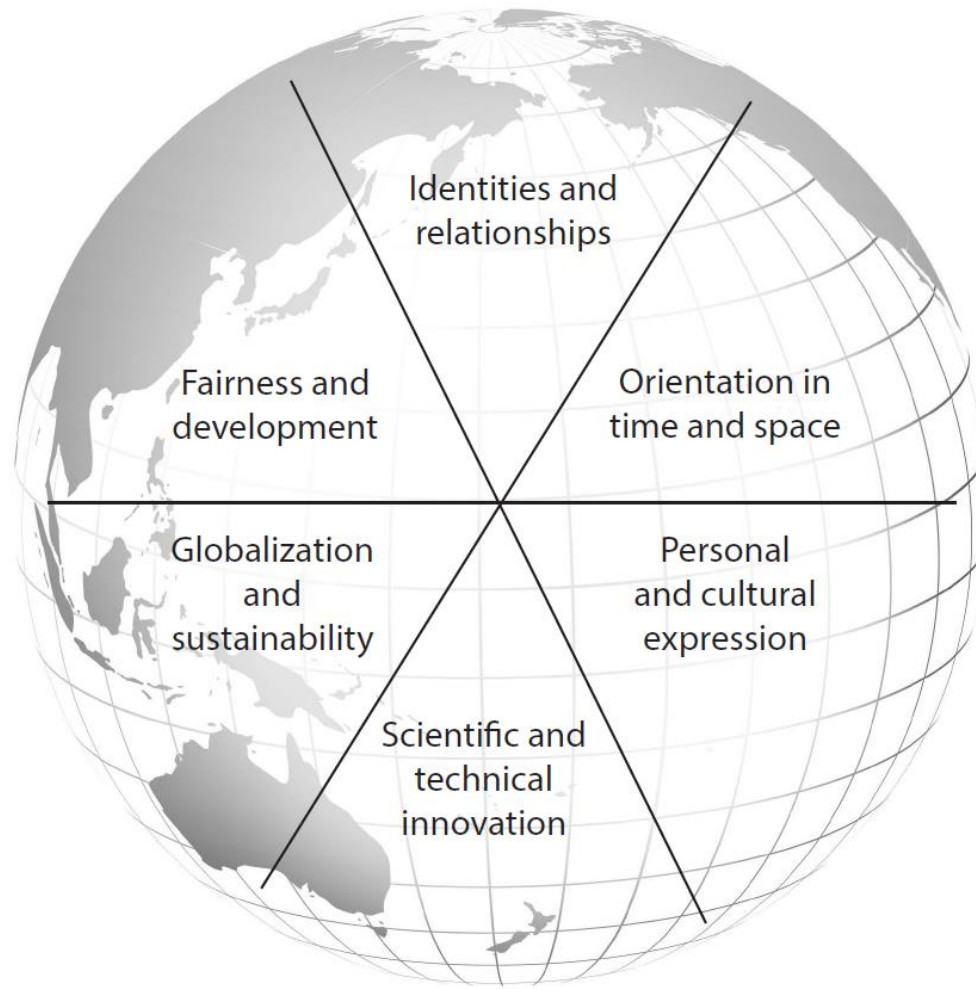 Identities and
relationships
Fairness and
development
Orientation in
time and space
Globalization
and
sustainability
Personal
and cultural
expression
Scientific and
technical
innovation